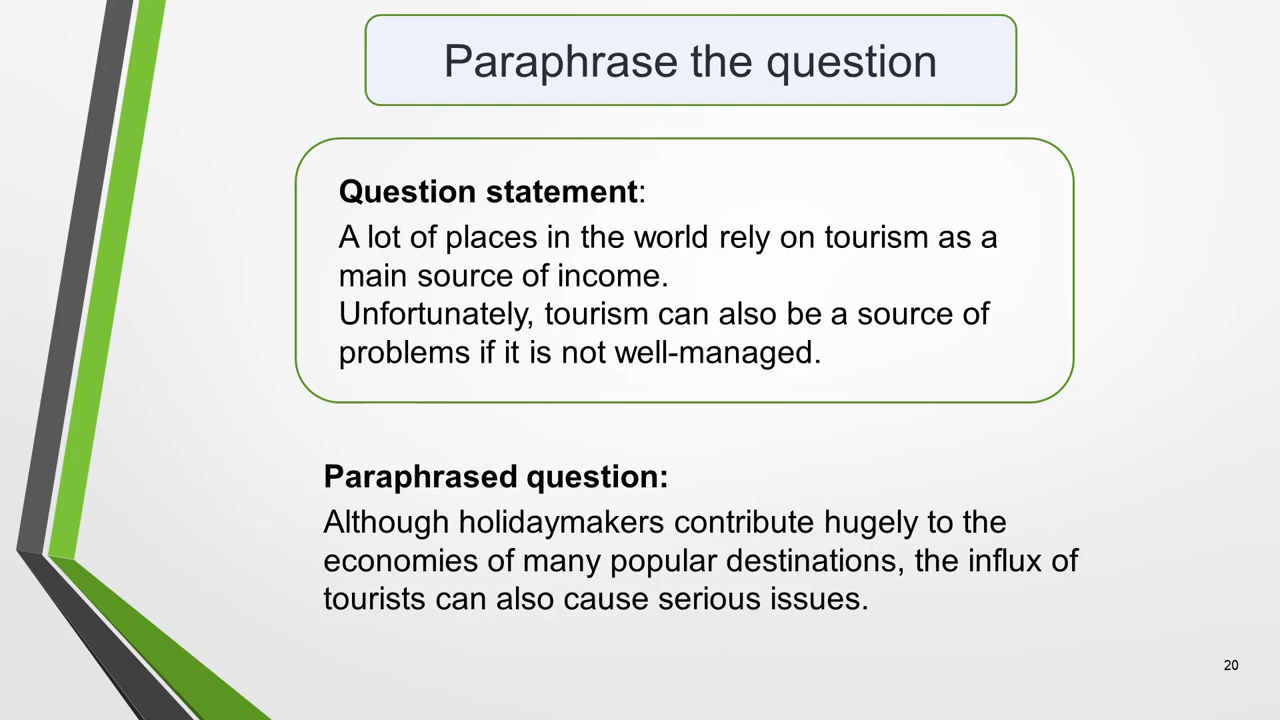 Paraphrase the question
Question statement:
A lot of places in the world rely on tourism as a
main source of income.
Unfortunately, tourism can also be a source of
problems if it is not well-managed.
Paraphrased question:
Although holidaymakers contribute hugely to the
economies of many popular destinations, the influx of
tourists can also cause serious issues.
20